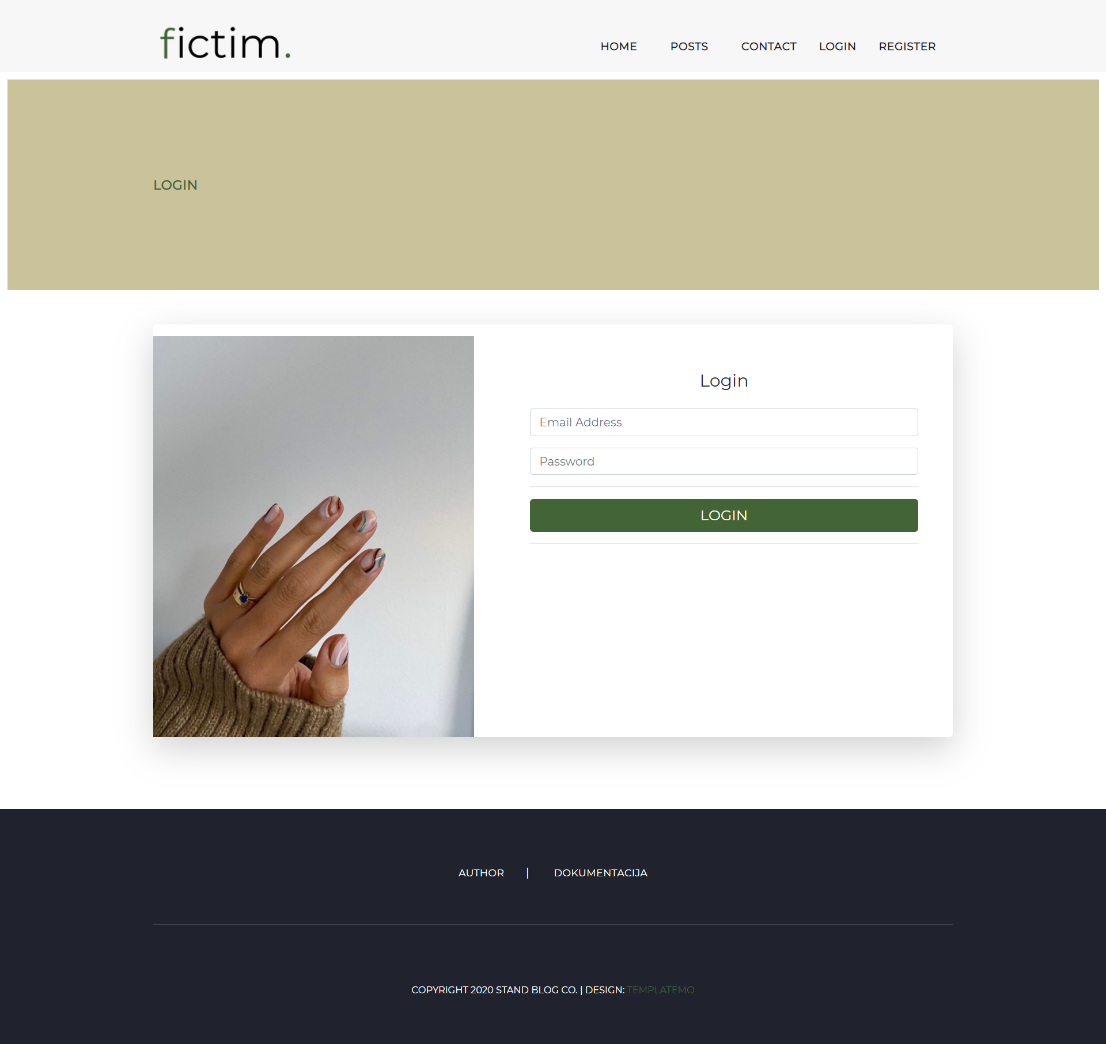 fictim.
HOME POSTS CONTACT LOGIN REGISTER
LOGIN
Login
Email Address
Password
LOGIN
AUTHOR | DOKUMENTACIJA
COPYRIGHT 2020 STAND BLOG CO. | DESIGN: TEMPLATEMO